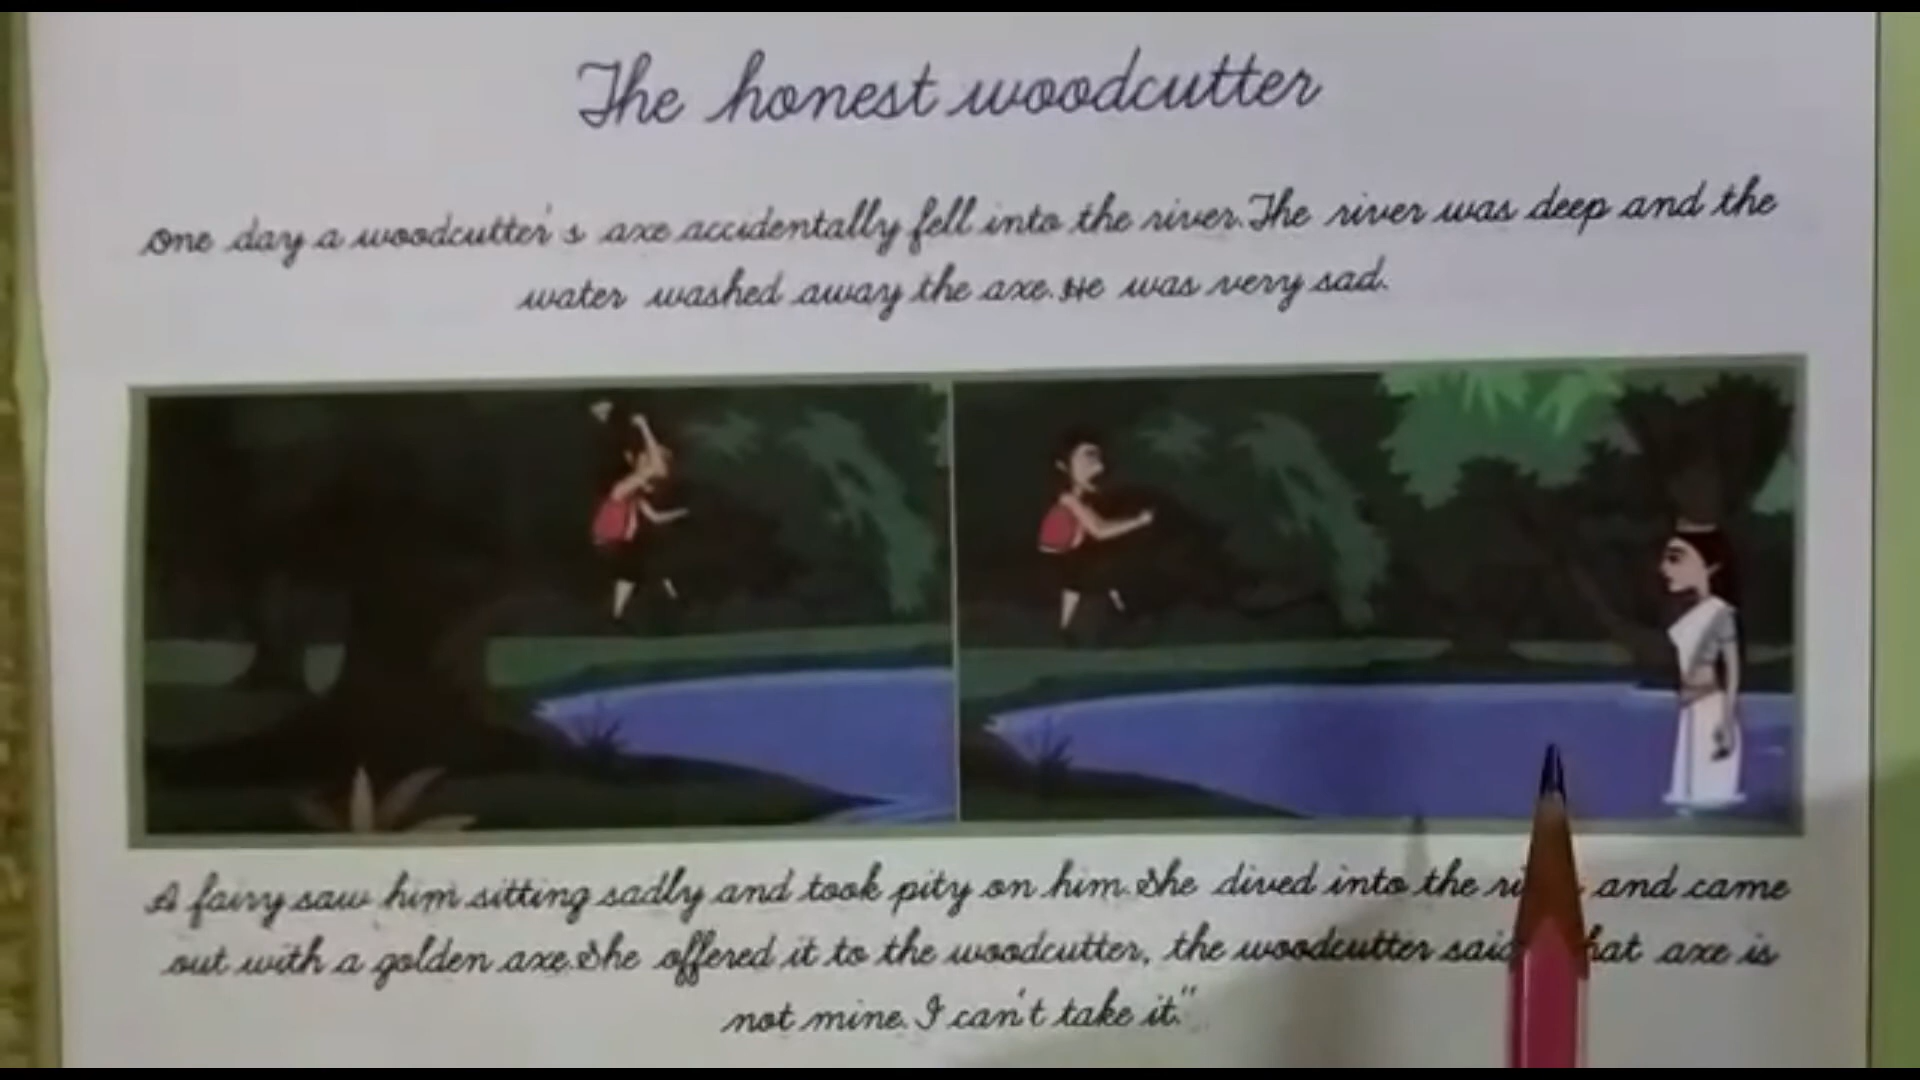 The honest woodcutter
One day a woodcutter's axe accidentally fell into the river. The river was deep and the
water washed away the axe. He was very sad.
A fairy saw him sitting sadly and took pity on him. She dived into the and came
out with a golden axe. She offered it to the woodcutter, the woodcutter said axe is
not mine. I can't take it."